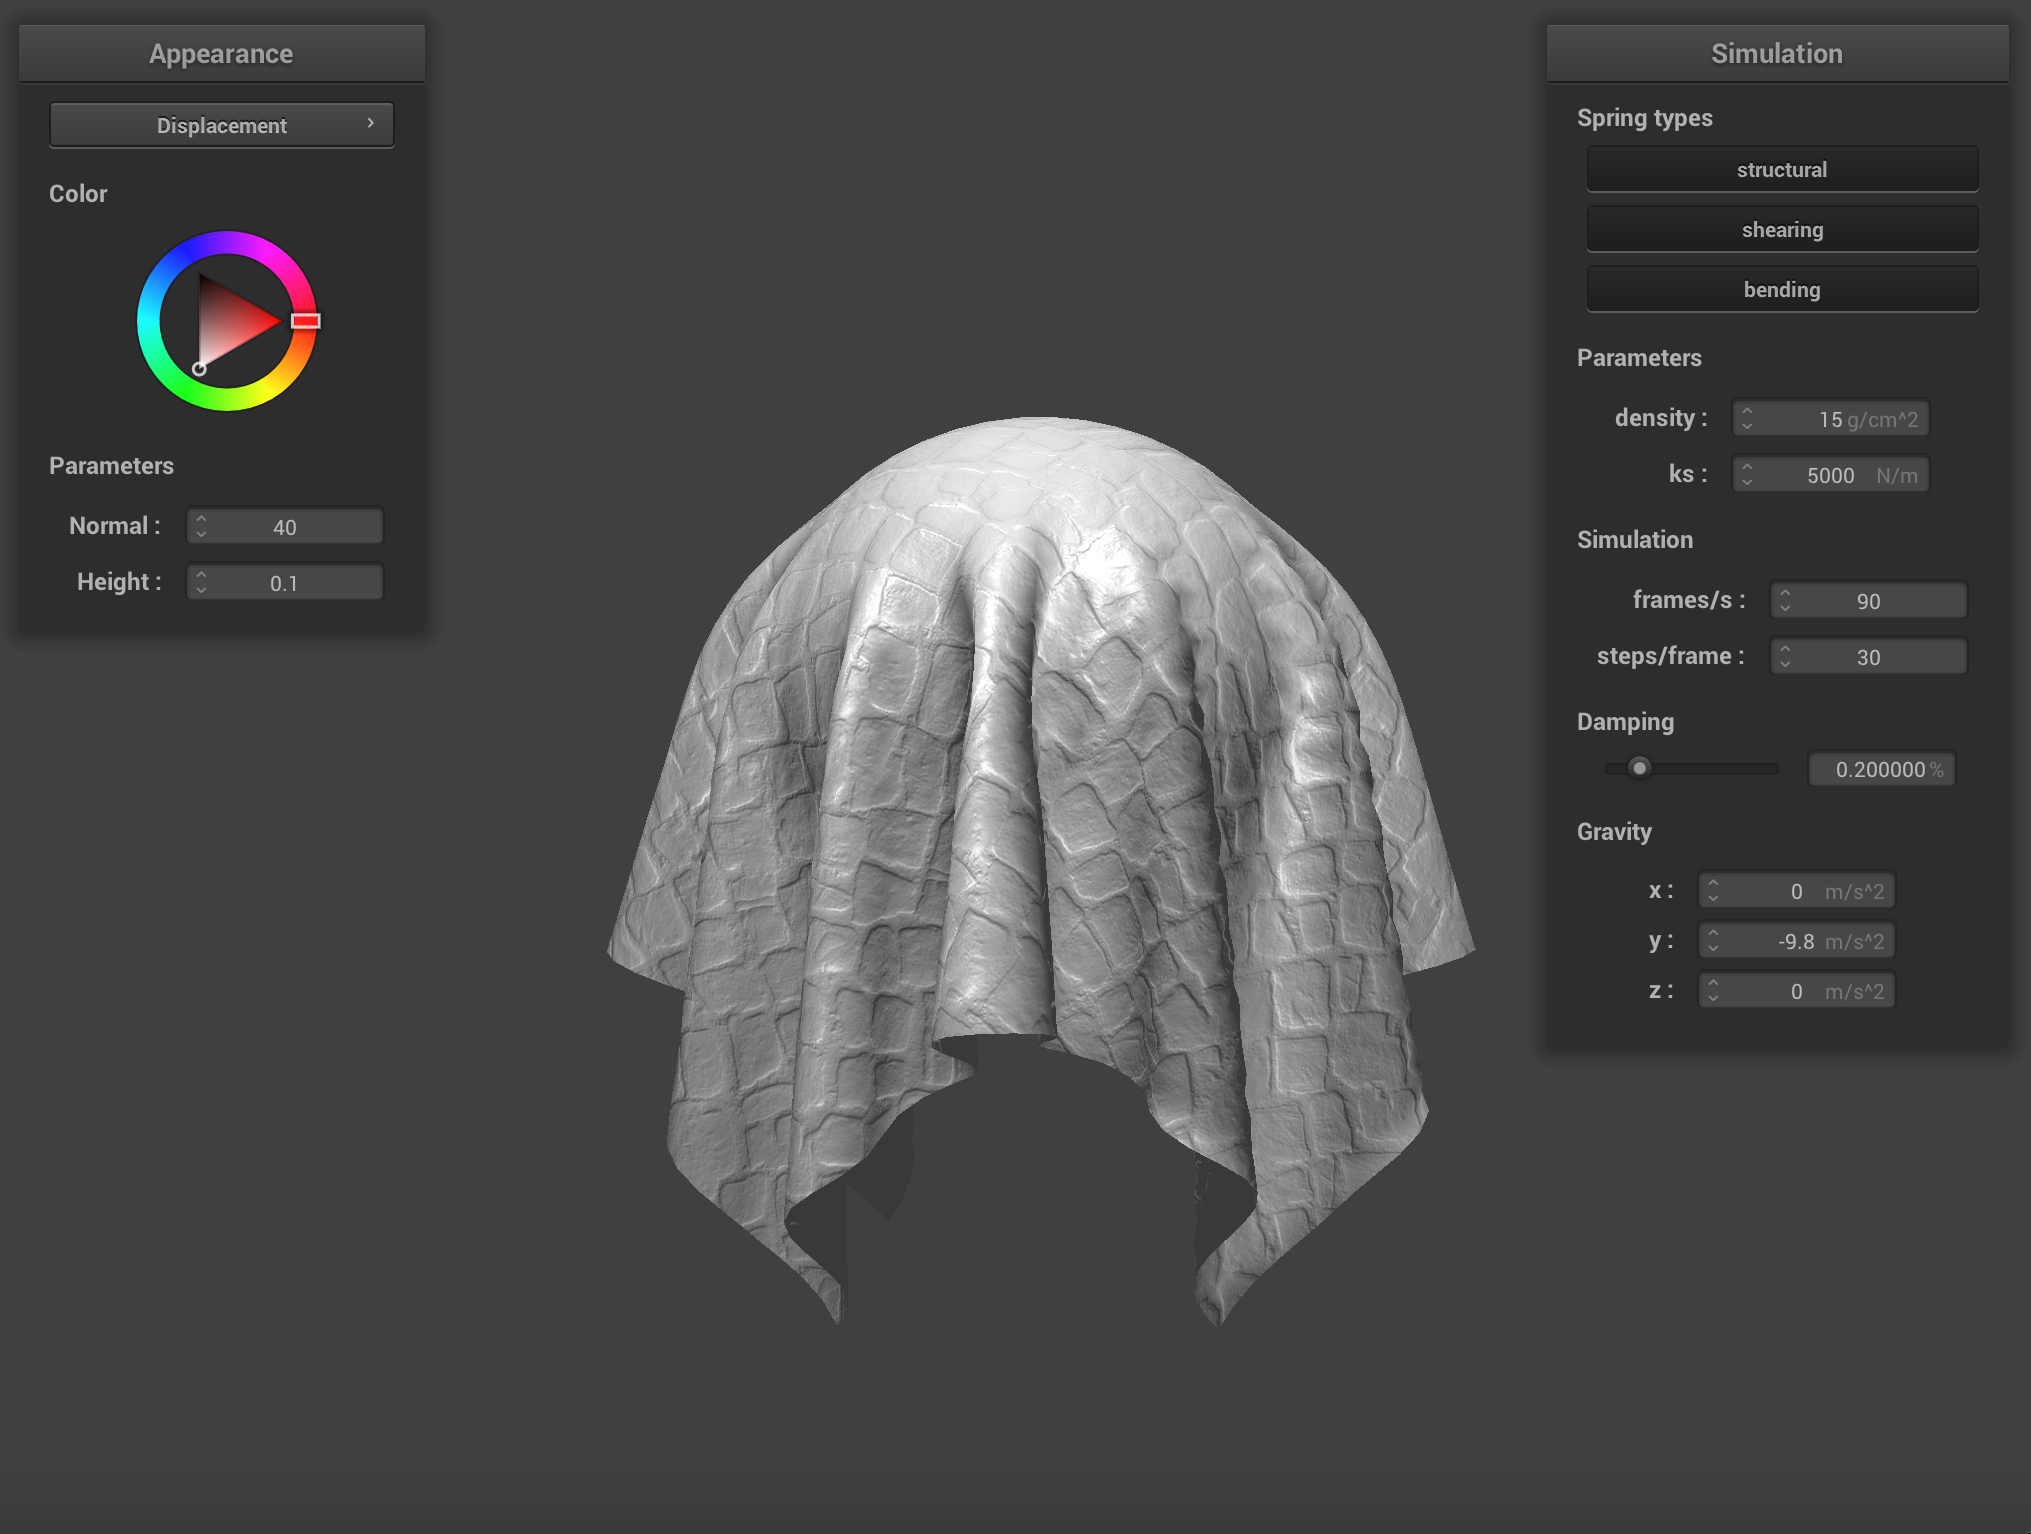 Appearance
Displacement
Color
Parameters
Normal : 40
Height : 0.1
Simulation
Spring types
structural
shearing
bending
Parameters
density : 15 g/cm^2
ks : 5000 N/m
Simulation
frames/s : 90
steps/frame : 30
Damping
0.200000 %
Gravity
x : 0 m/s^2
y : -9.8 m/s^2
z : 0 m/s^2